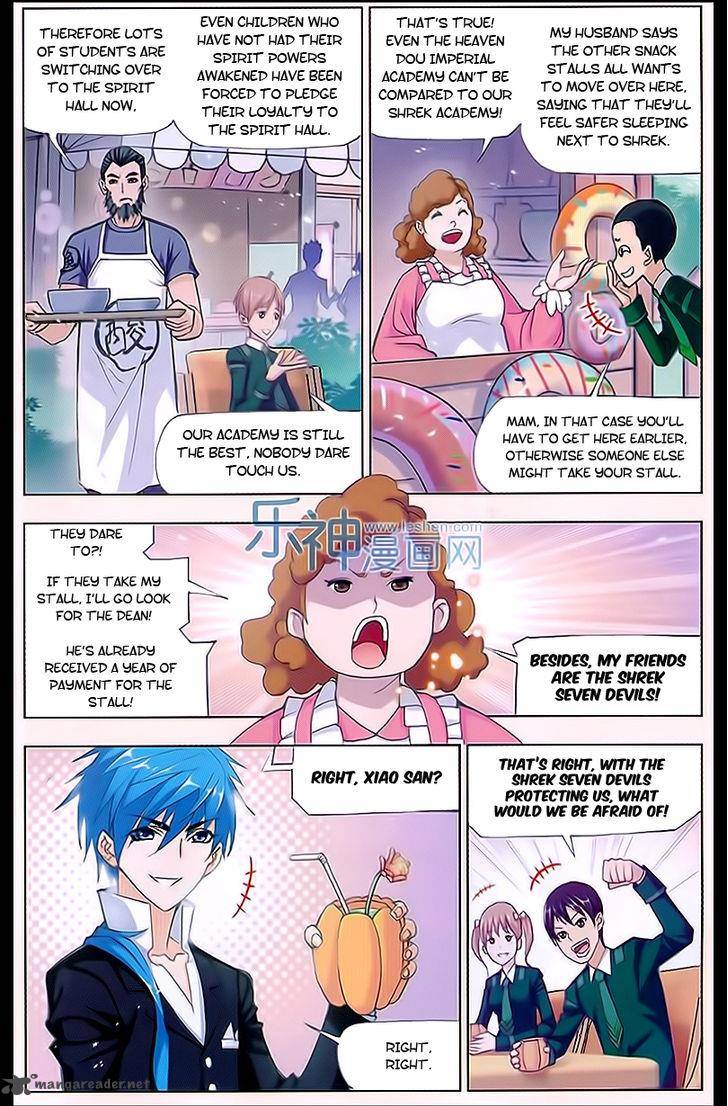 THEREFORE LOTS
OF STUDENTS ARE
SWITCHING OVER
TO THE SPIRIT
HALL NOW,
EVEN CHILDREN WHO
HAVE NOT HAD THEIR
SPIRIT POWERS
AWAKENED HAVE BEEN
FORCED TO PLEDGE
THEIR LOYALTY TO
THE SPIRIT HALL.
酸
OUR ACADEMY IS STILL
THE BEST, NOBODY DARE
TOUCH US.
THAT'S TRUE!
EVEN THE HEAVEN
DOU IMPERIAL
ACADEMY CAN'T BE
COMPARED TO OUR
SHREK ACADEMY!
MY HUSBAND SAYS
THE OTHER SNACK
STALLS ALL WANTS
TO MOVE OVER HERE,
SAYING THAT THEY'LL
FEEL SAFER SLEEPING
NEXT TO SHREK.
MAM, IN THAT CASE YOU'LL
HAVE TO GET HERE EARLIER,
OTHERWISE SOMEONE ELSE
MIGHT TAKE YOUR STALL.
乐神漫画网
www.leshen.com
THEY DARE
TO?!
IF THEY TAKE MY
STALL, I'LL GO LOOK
FOR THE DEAN!
HE'S ALREADY
RECEIVED A YEAR OF
PAYMENT FOR THE
STALL!
BESIDES, MY FRIENDS
ARE THE SHREK
SEVEN DEVILS!
RIGHT, XIAO SAN?
RIGHT,
RIGHT.
THAT'S RIGHT, WITH THE
SHREK SEVEN DEVILS
PROTECTING US, WHAT
WOULD WE BE AFRAID OF!
mangareader.net